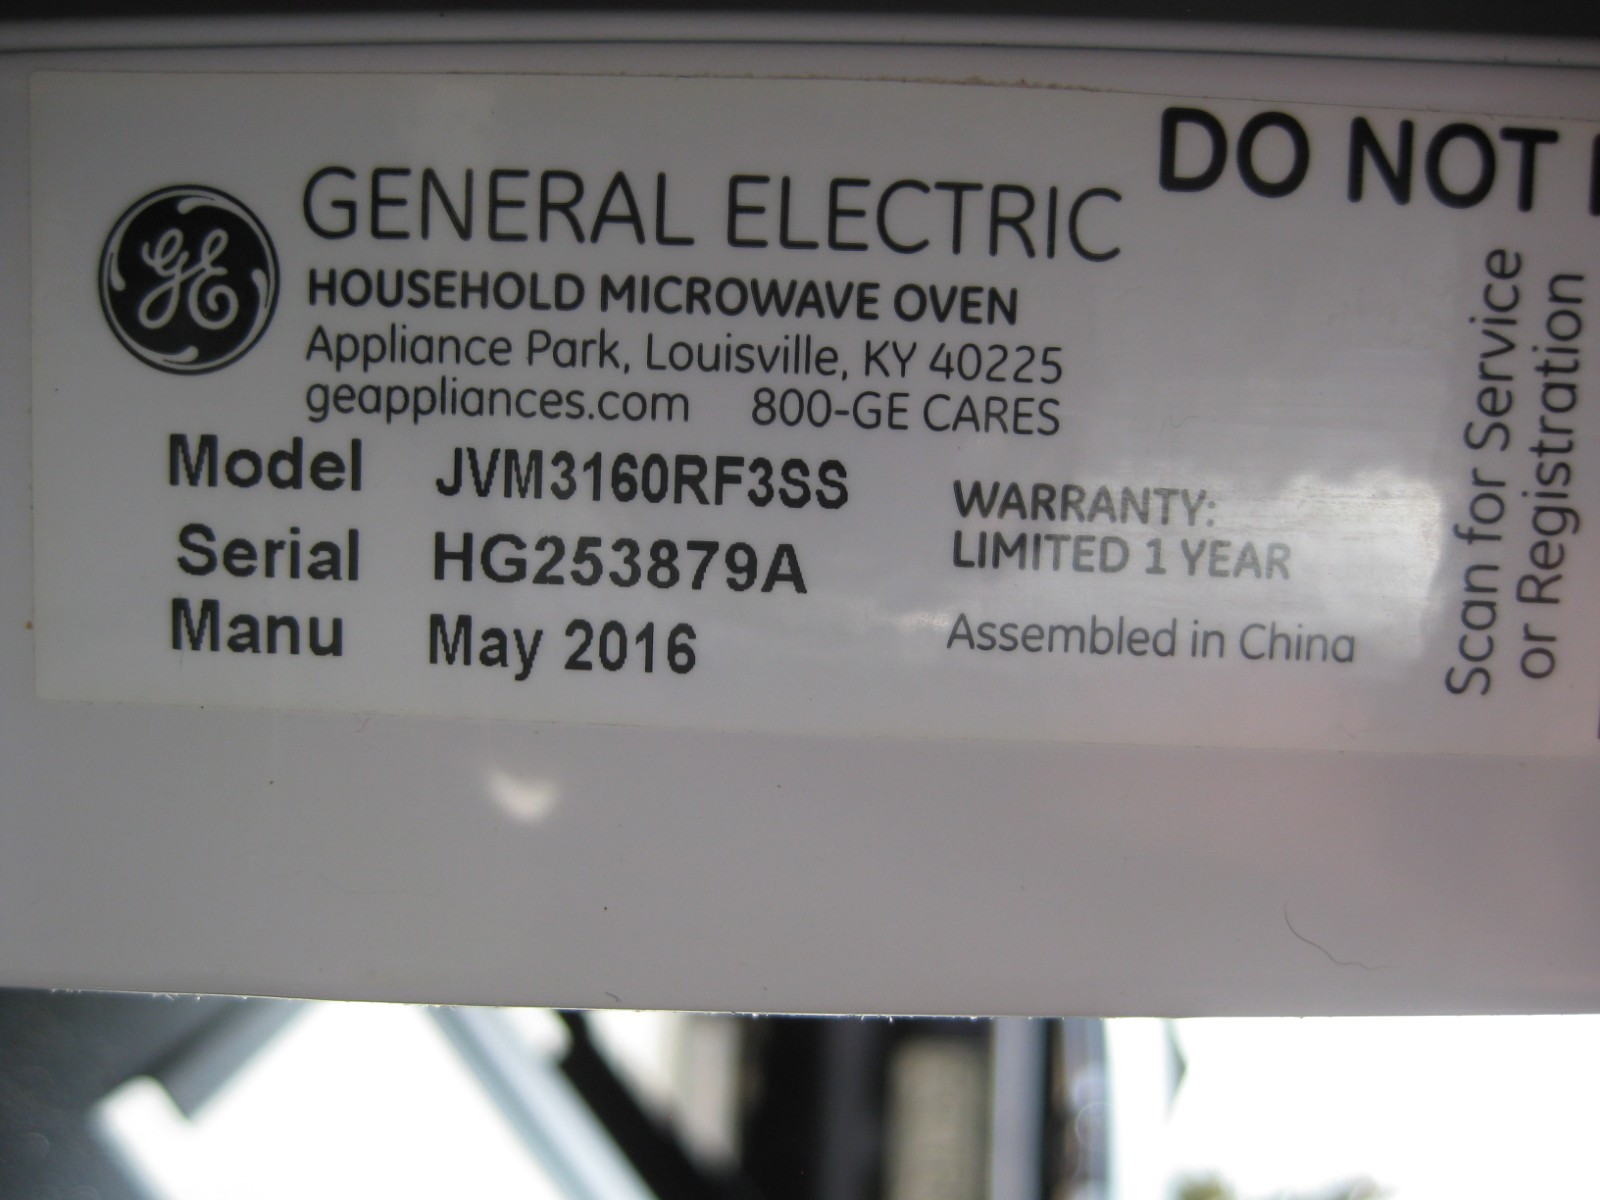 GE
GENERAL ELECTRIC
HOUSEHOLD MICROWAVE OVEN
Appliance Park, Louisville, KY 40225
geappliances.com 800-GE CARES
Model JVM3160RF3SS
Serial HG253879A
Manu May 2016
WARRANTY:
LIMITED 1 YEAR
Assembled in China
DO NOT
Scan for Service
or Registration